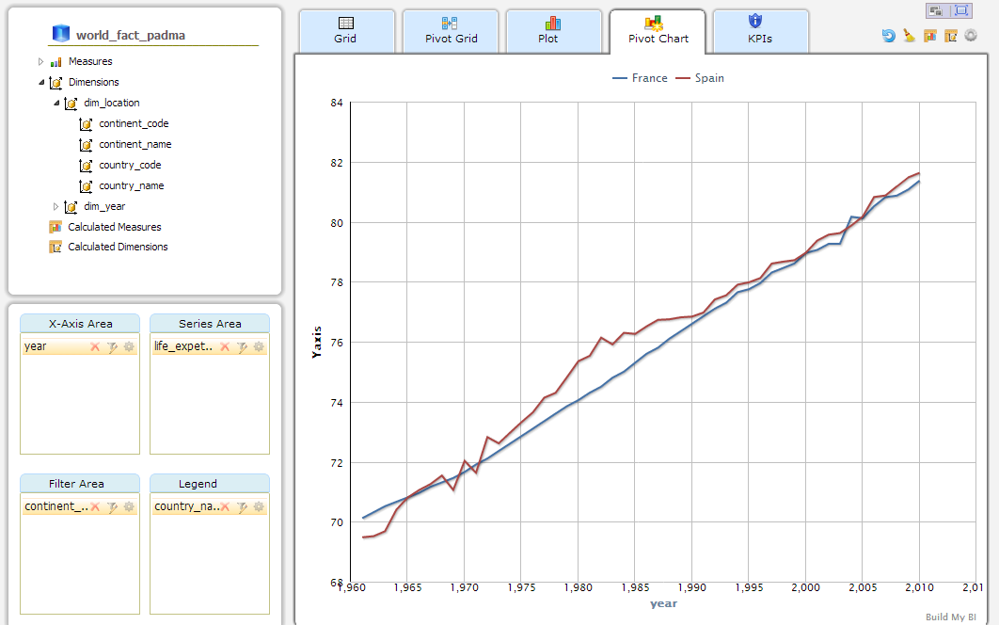 world_fact_padma
Measures
Dimensions
dim_location
continent_code
continent_name
country_code
country_name
dim_year
Calculated Measures
Calculated Dimensions
X-Axis Area
Series Area
year
life_expet..
Filter Area
Legend
continent_..
country_na..
Grid
Pivot Grid
Plot
Pivot Chart
KPIs
France Spain
84
82
80
78
76
74
72
70
68
Yaxis
1,960 1,965 1,970 1,975 1,980 1,985 1,990 1,995 2,000 2,005 2,010 2,01
year
Build My BI